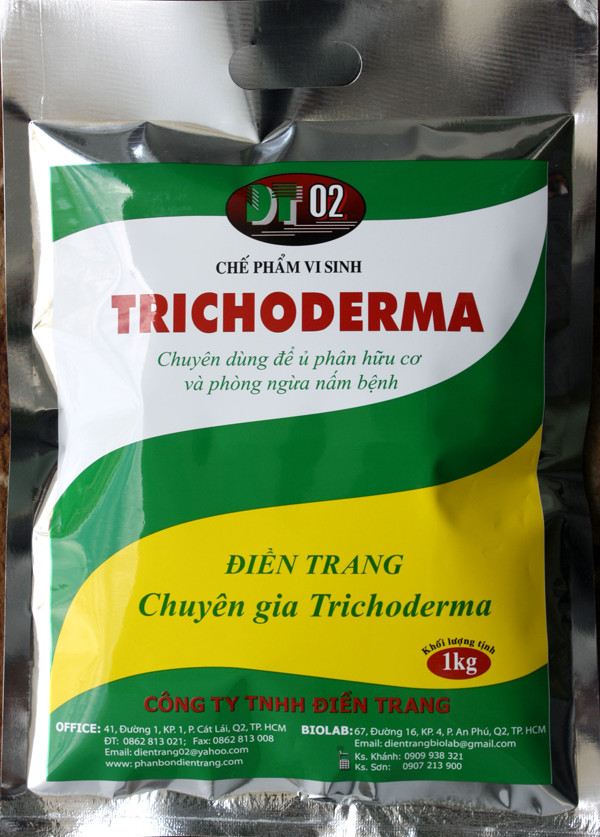 DT 02
CHẾ PHẨM VI SINH
TRICHODERMA
Chuyên dùng để ủ phân hữu cơ
và phòng ngừa nấm bệnh
ĐIỀN TRANG
Chuyên gia Trichoderma
Khối lượng tịnh
1kg
CÔNG TY TNHH ĐIỀN TRANG
OFFICE: 41, Đường 1, KP. 1, P. Cát Lái, Q2, TP. HCM
ĐT: 0862 813 021; Fax: 0862 813 008
Email: dientrang02@yahoo.com
www.phanbondientrang.com
BIOLAB: 67, Đường 16, KP. 4, P. An Phú, Q2, TP. HCM
Email: dientrangbiolab@gmail.com
Ks. Khánh: 0909 938 321
Ks. Sơn: 0907 213 900